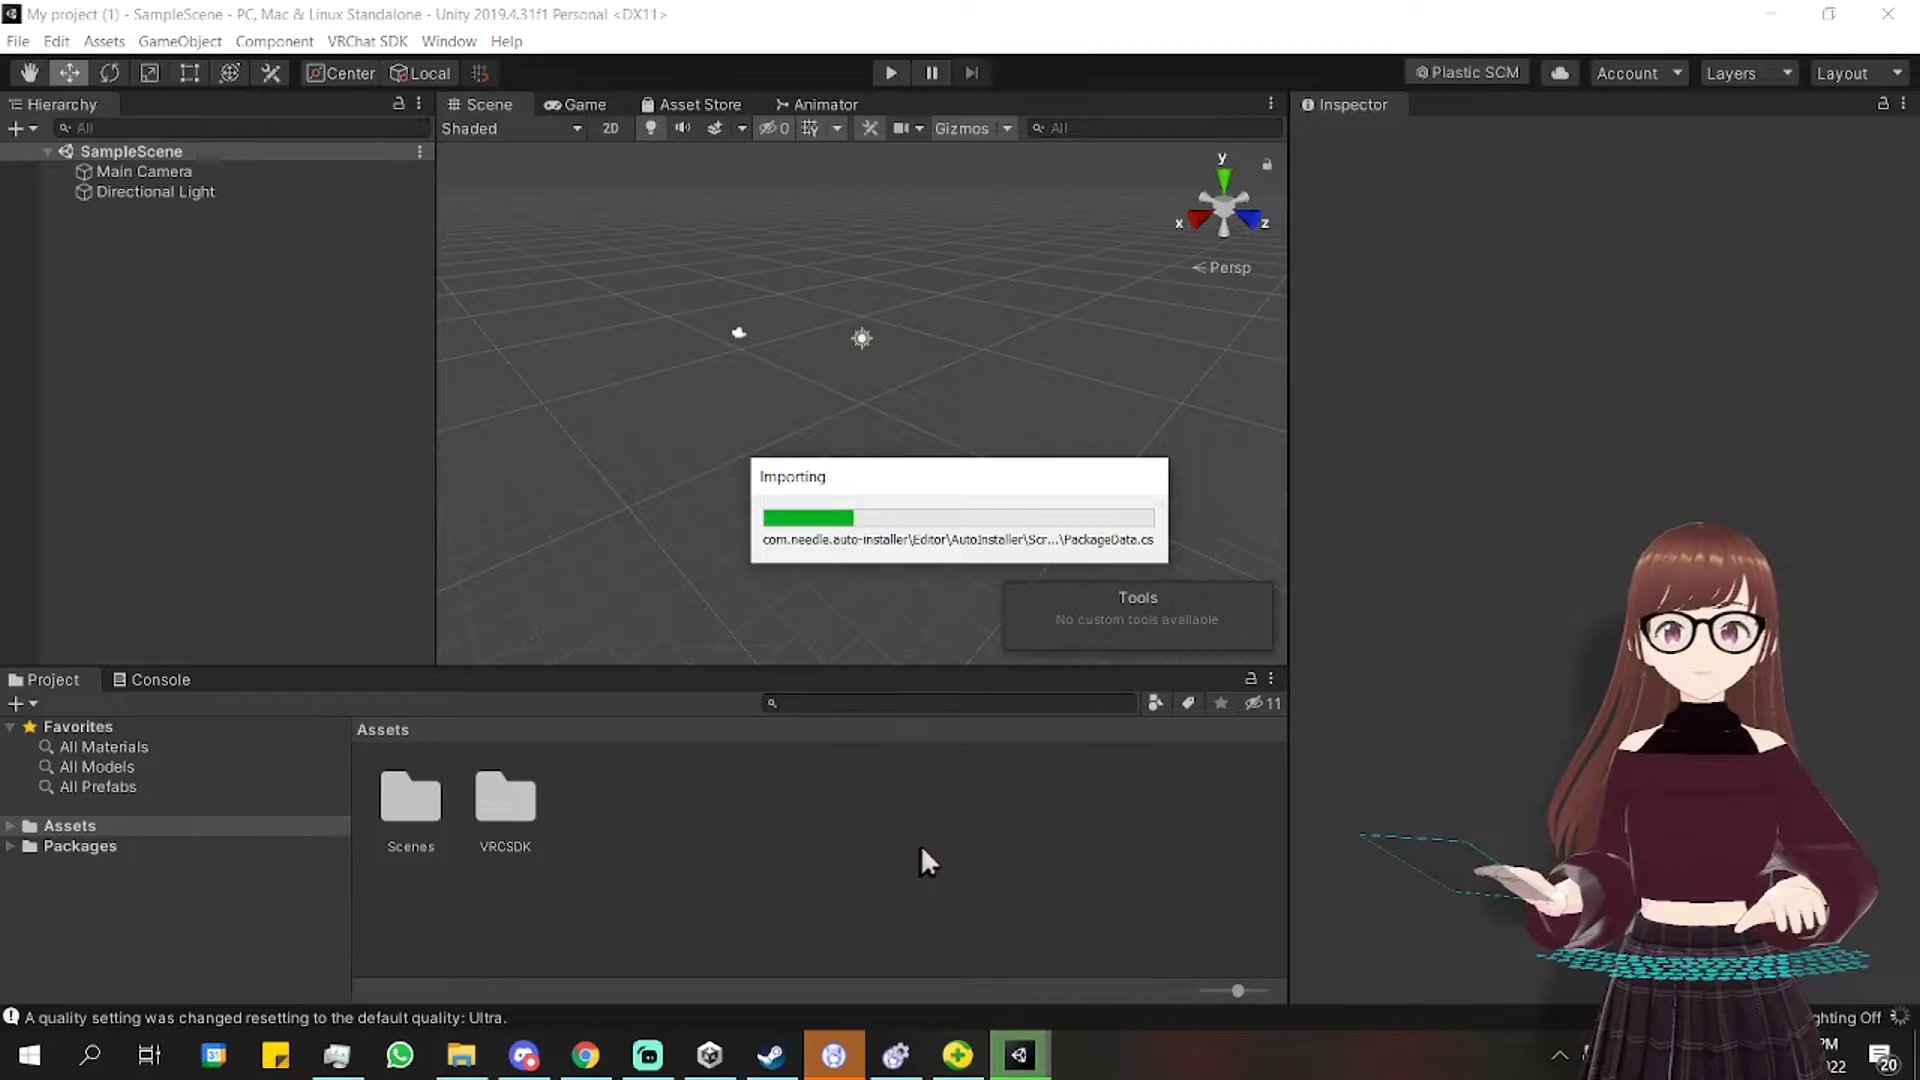 My project (1) - SampleScene - PC, Mac & Linux Standalone - Unity 2019.4.31f1 Personal <DX11>
File Edit Assets GameObject Component VRChat SDK Window Help
Center Local Plastic SCM Account Layers Layout
Hierarchy
All
SampleScene
Main Camera
Directional Light
Scene Game Asset Store Animator
Shaded 2D 0 Gizmos All
y
x
z
Persp
Inspector
Importing
com.needle.auto-installer\Editor\AutoInstaller\Scr...\PackageData.cs
Tools
No custom tools available
Project Console
11
Favorites
All Materials
All Models
All Prefabs
Assets
Packages
Assets
Scenes
VRCSDK
A quality setting was changed resetting to the default quality: Ultra.
ghting Off
31
PM
022
20